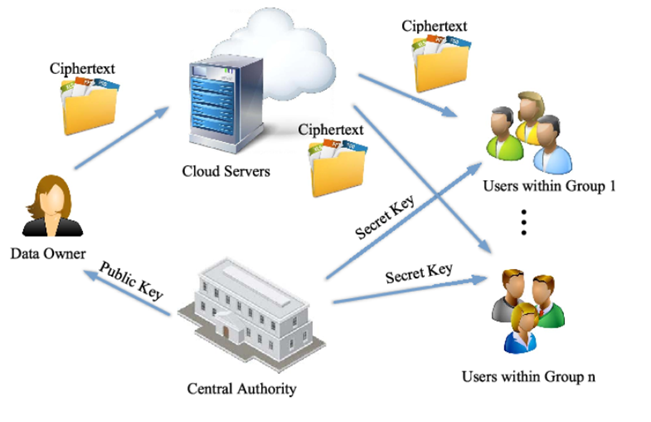 Ciphertext
Ciphertext
Ciphertext
Cloud Servers
Users within Group 1
Secret Key
Data Owner
Public Key
Secret Key
Central Authority
Users within Group n